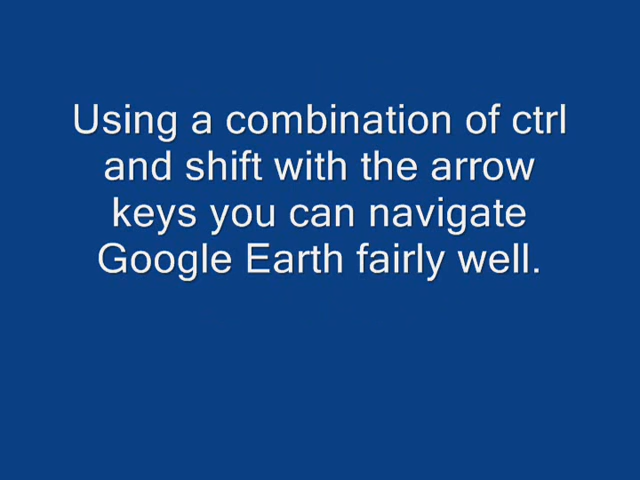 Using a combination of ctrl
and shift with the arrow
keys you can navigate
Google Earth fairly well.